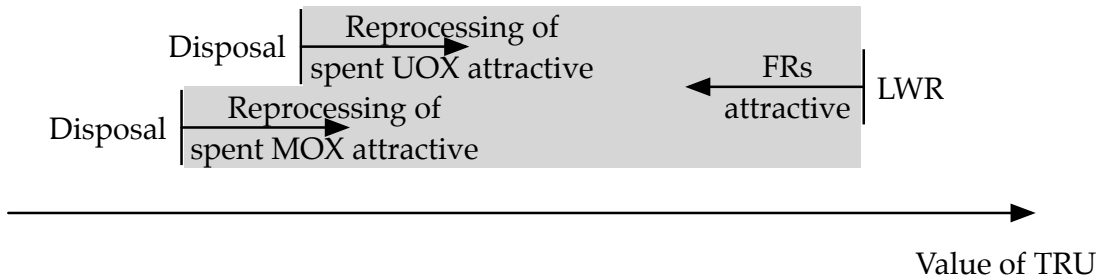 Disposal
Reprocessing of
spent UOX attractive
FRs
attractive
LWR
Disposal
Reprocessing of
spent MOX attractive
Value of TRU